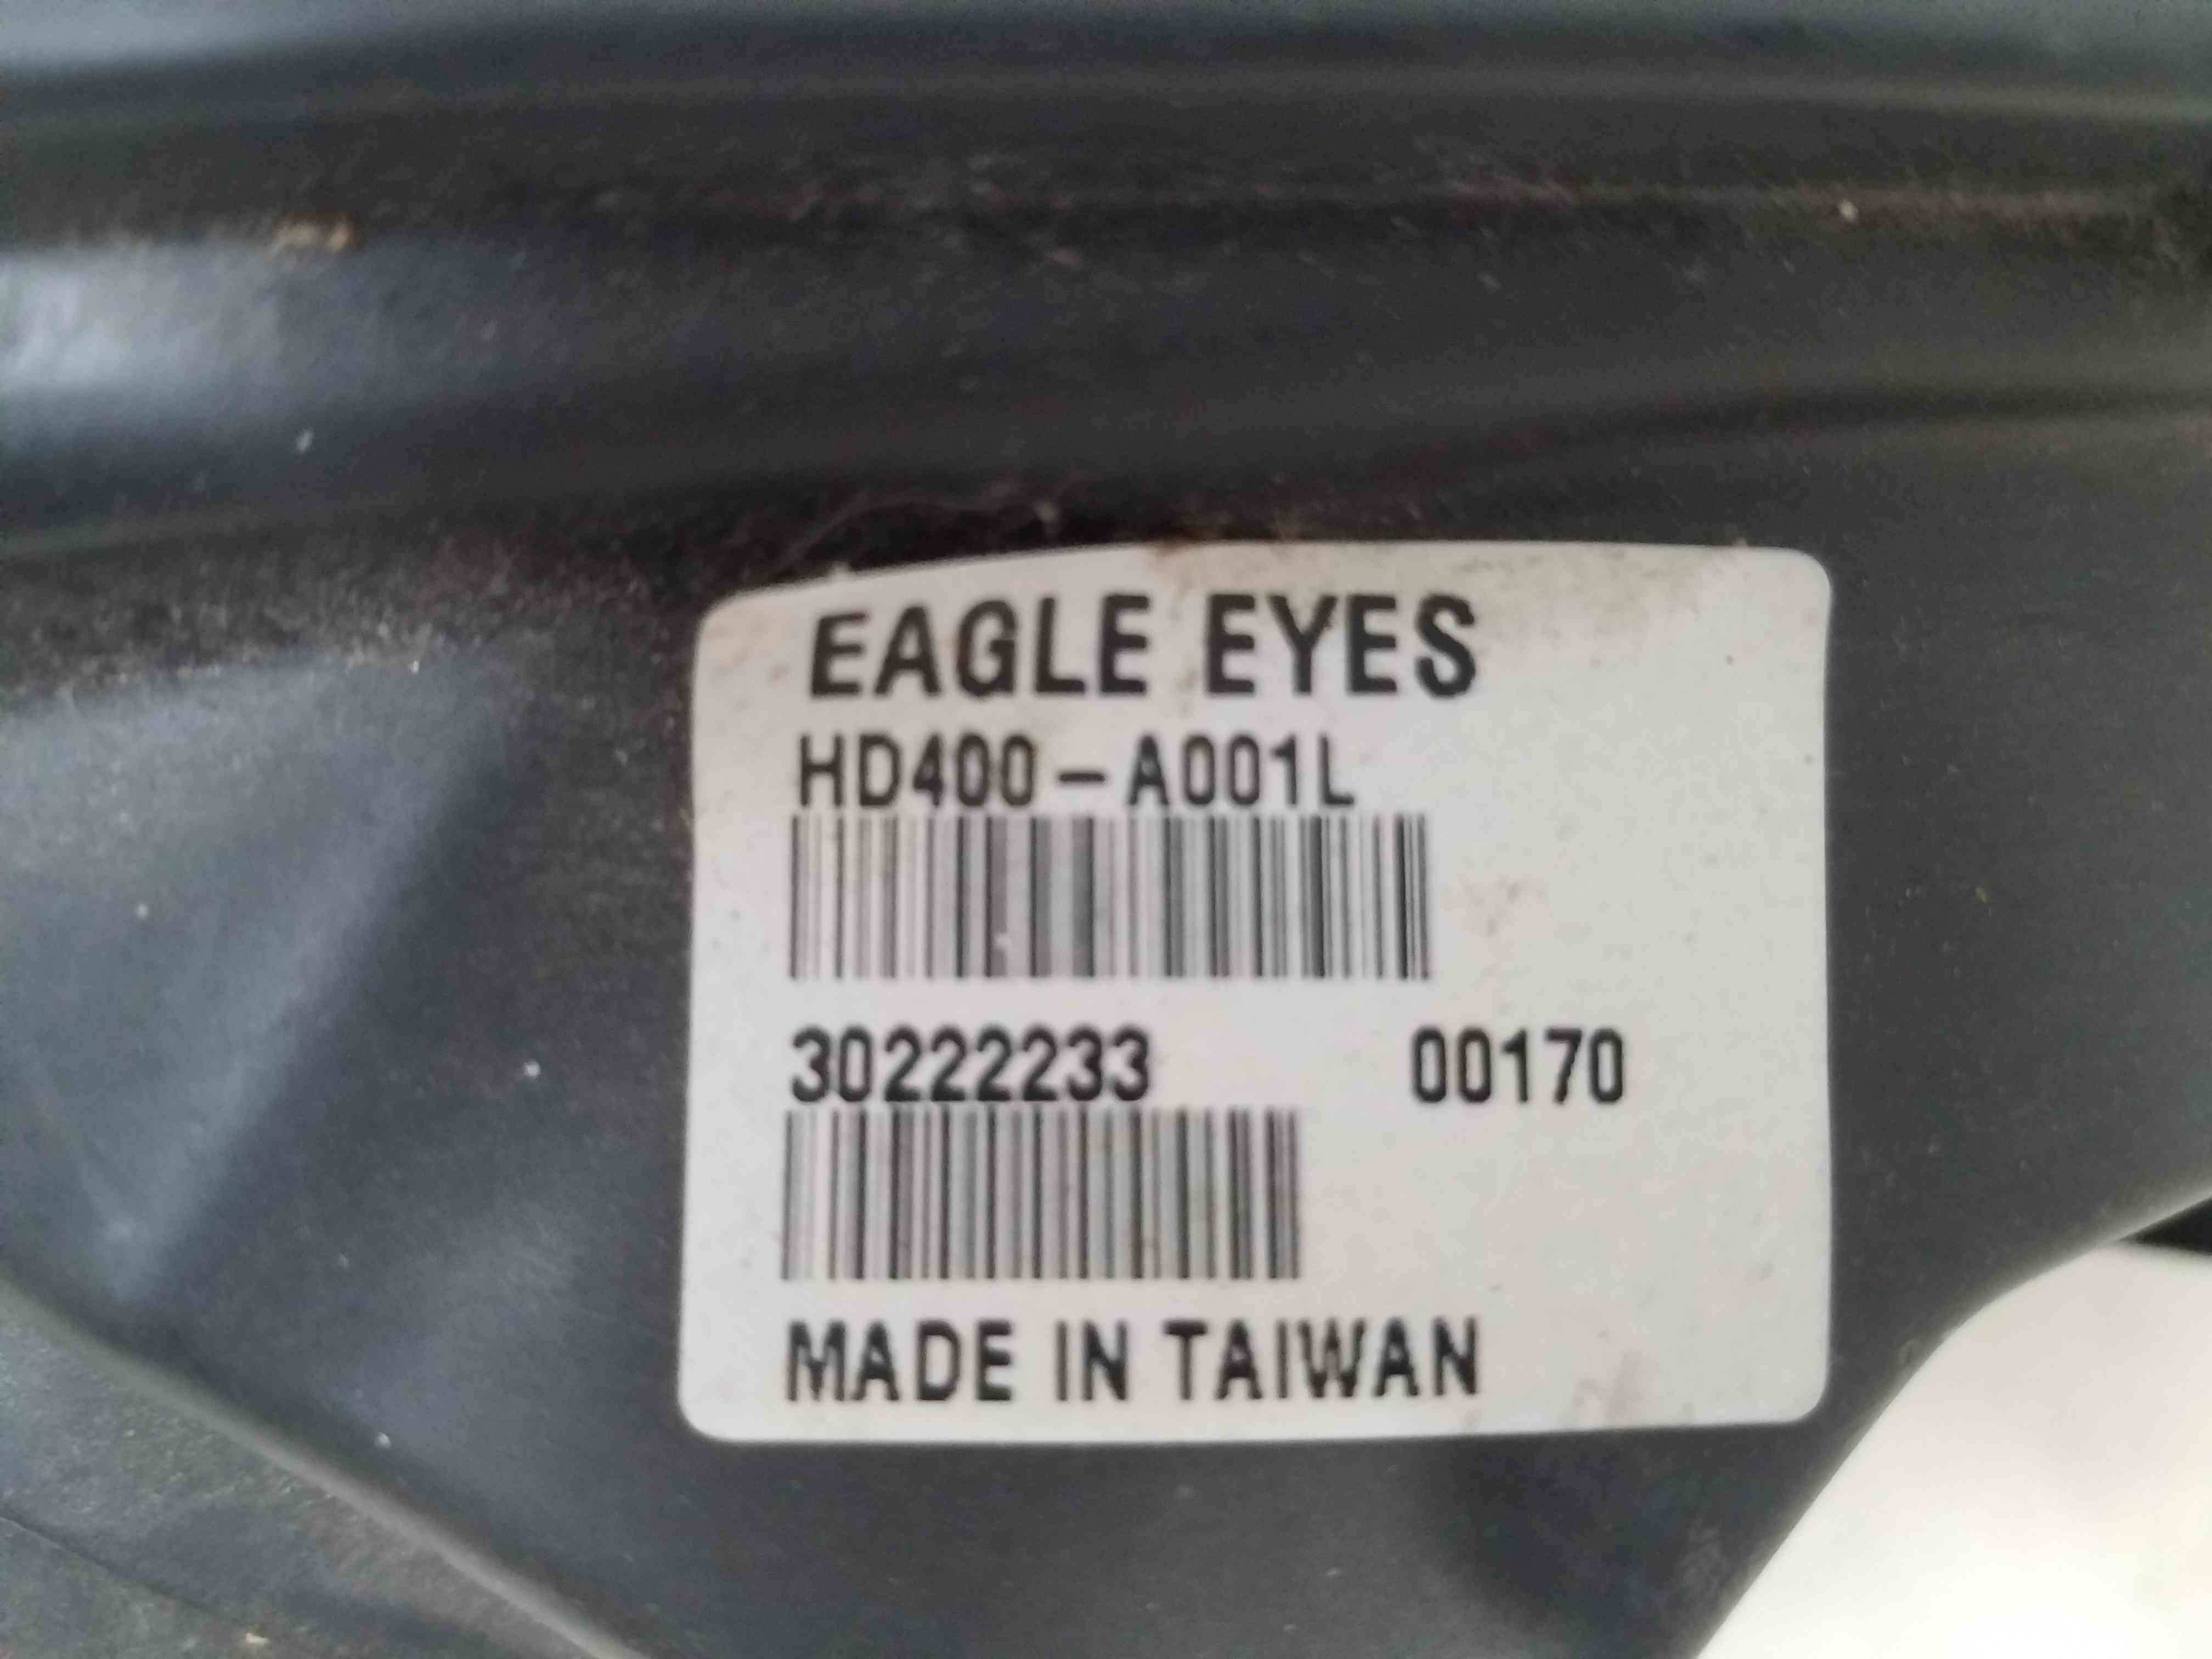 EAGLE EYES
HD400-A001L
30222233 00170
MADE IN TAIWAN